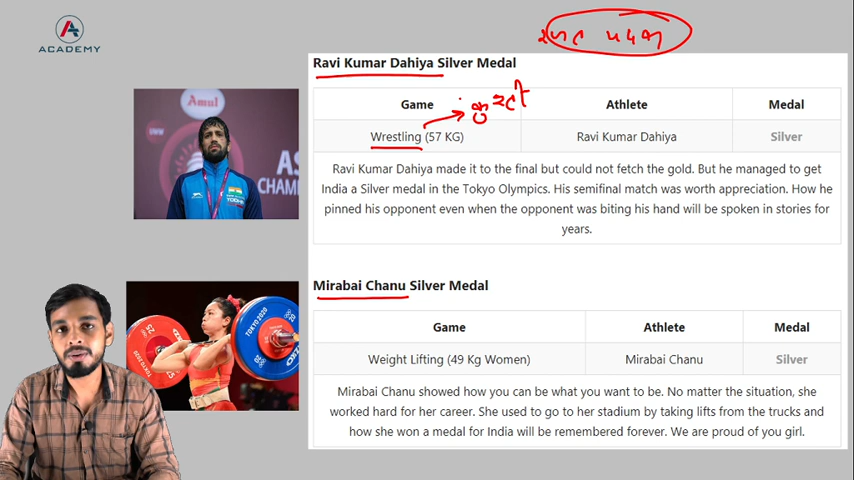 A
ACADEMY
Ravi Kumar Dahiya Silver Medal
Game Athlete Medal
કુસ્તી
Wrestling (57 KG) Ravi Kumar Dahiya Silver
Ravi Kumar Dahiya made it to the final but could not fetch the gold. But he managed to get
India a Silver medal in the Tokyo Olympics. His semifinal match was worth appreciation. How he
pinned his opponent even when the opponent was biting his hand will be spoken in stories for
years.
Amul
Mirabai Chanu Silver Medal
Game Athlete Medal
Weight Lifting (49 Kg Women) Mirabai Chanu Silver
Mirabai Chanu showed how you can be what you want to be. No matter the situation, she
worked hard for her career. She used to go to her stadium by taking lifts from the trucks and
how she won a medal for India will be remembered forever. We are proud of you girl.
25
TOKYO 2020